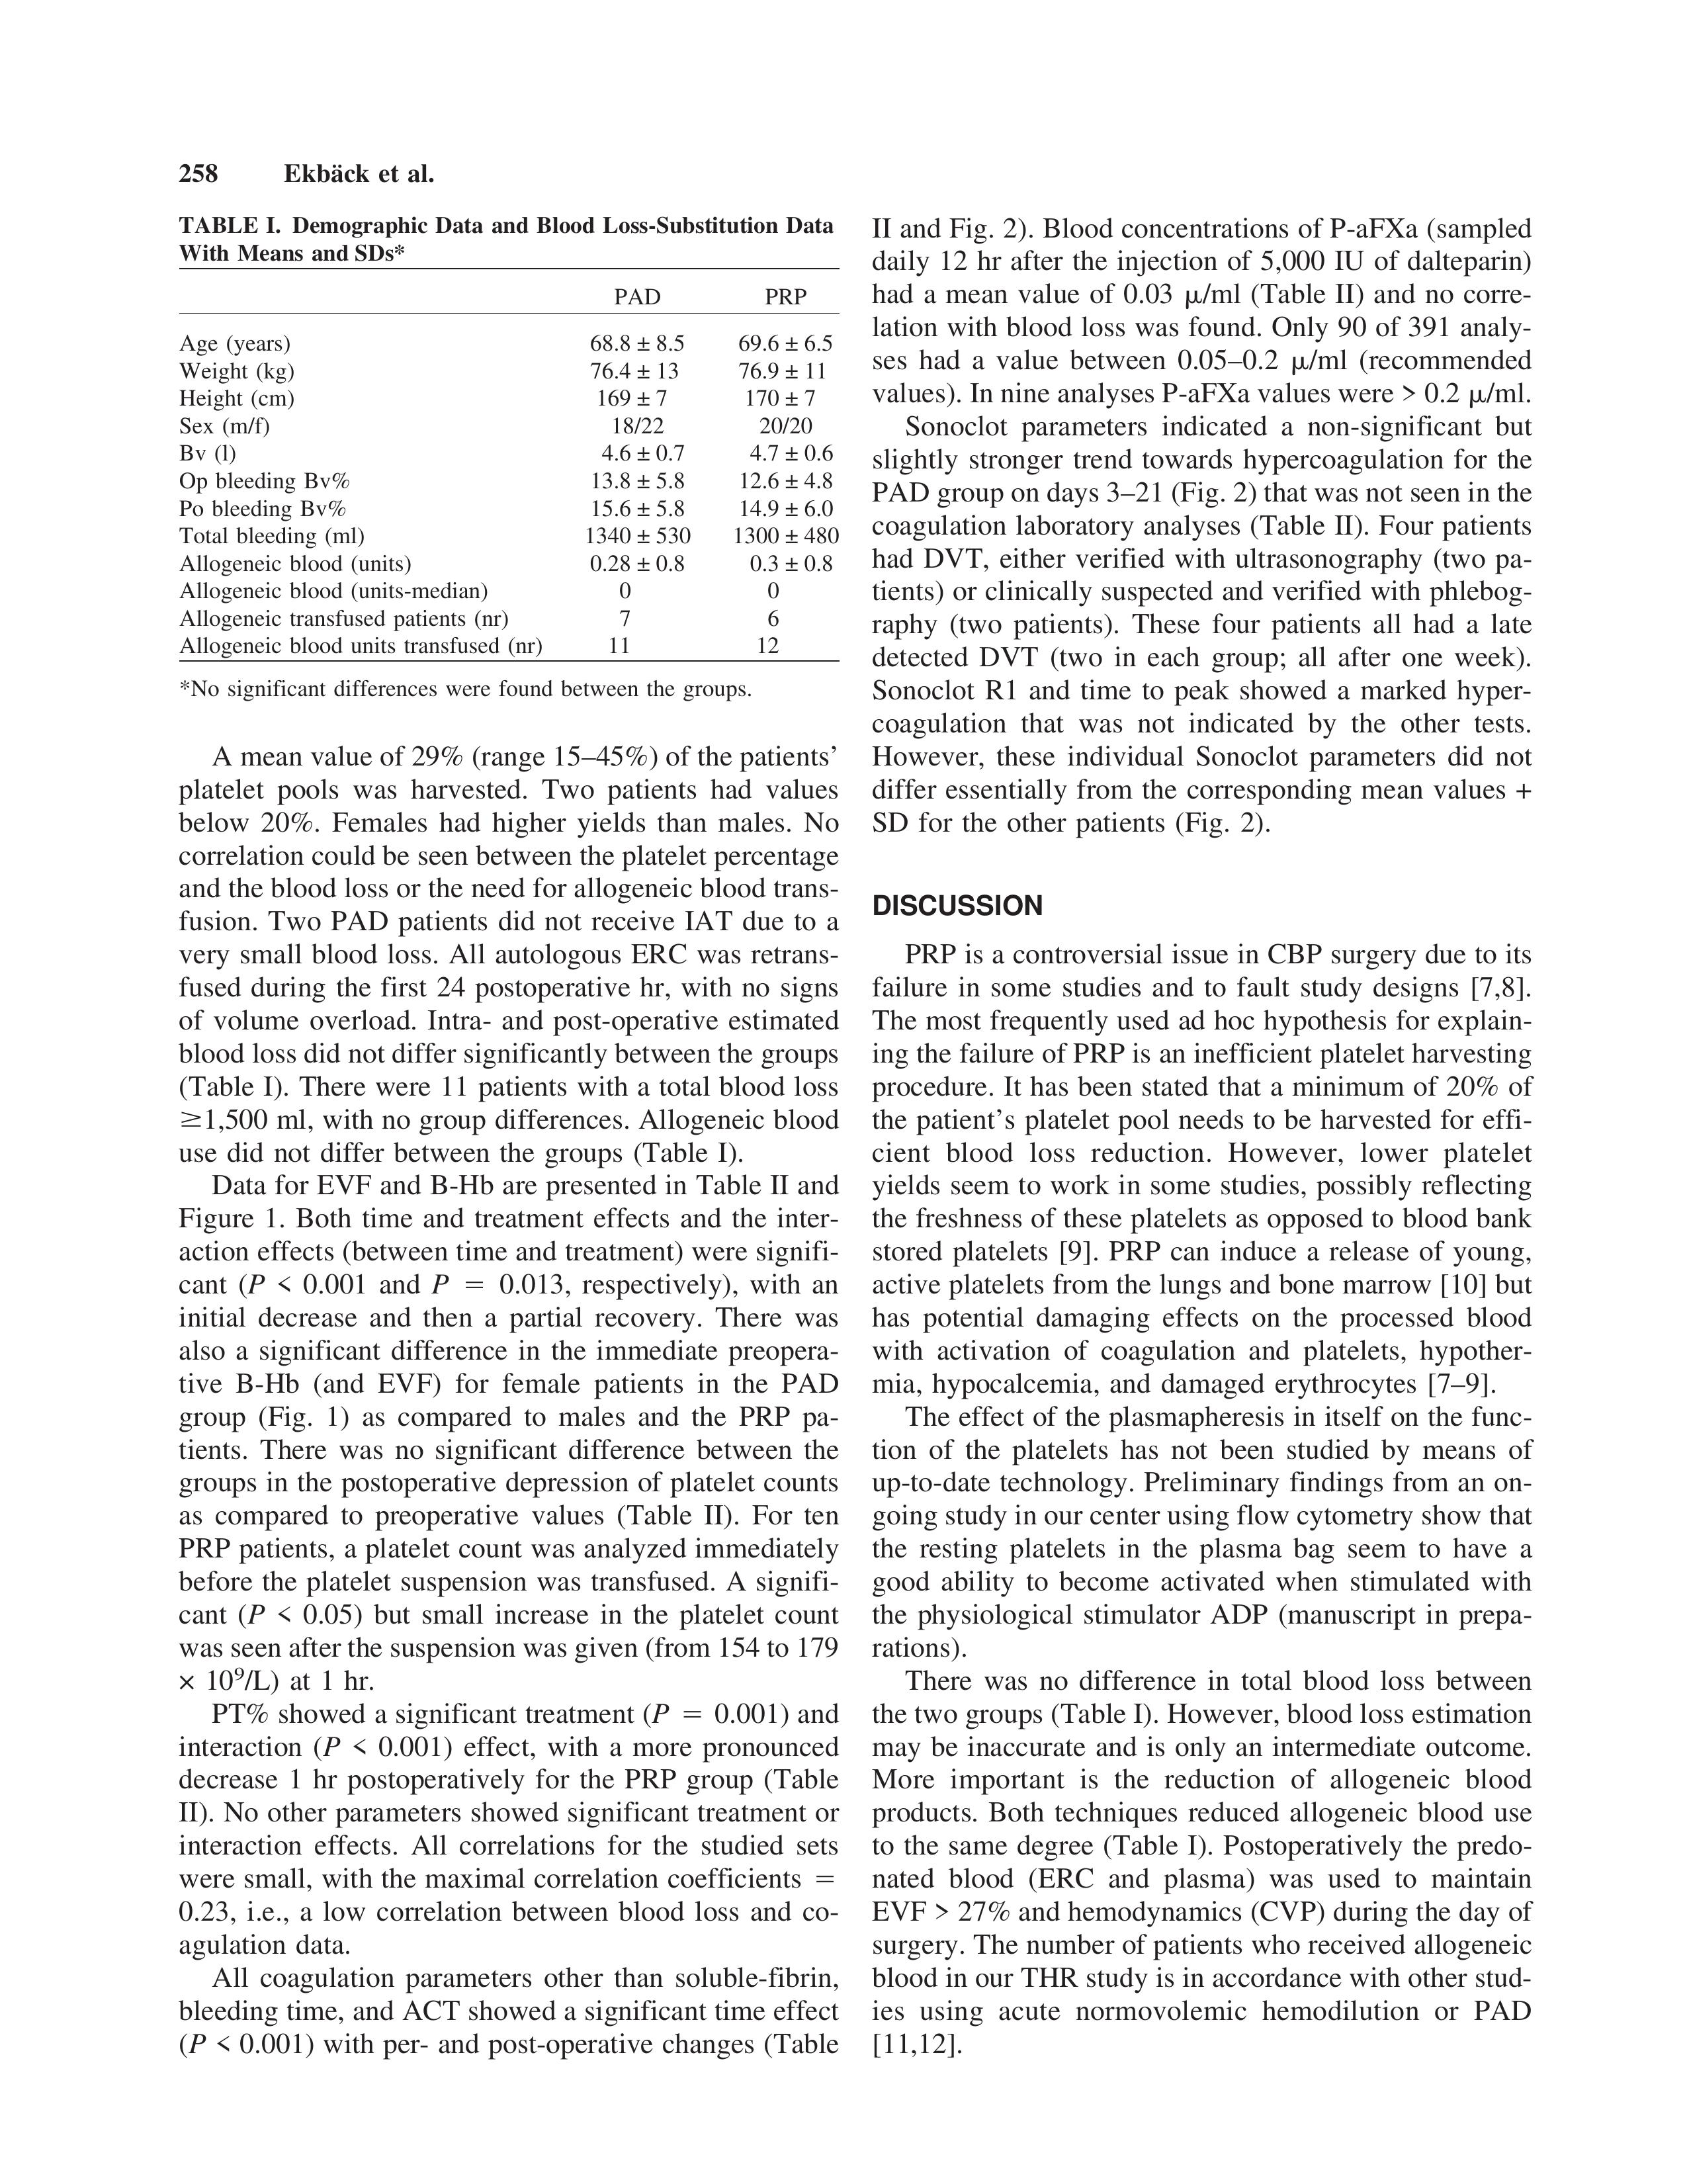 258 Ekbäck et al.
TABLE I. Demographic Data and Blood Loss-Substitution Data
With Means and SDs*
PAD PRP
Age (years) 68.8 ± 8.5 69.6 ± 6.5
Weight (kg) 76.4 ± 13 76.9 ± 11
Height (cm) 169 ± 7 170 ± 7
Sex (m/f) 18/22 20/20
Bv (l) 4.6 ± 0.7 4.7 ± 0.6
Op bleeding Bv% 13.8 ± 5.8 12.6 ± 4.8
Po bleeding Bv% 15.6 ± 5.8 14.9 ± 6.0
Total bleeding (ml) 1340 ± 530 1300 ± 480
Allogeneic blood (units) 0.28 ± 0.8 0.3 ± 0.8
Allogeneic blood (units-median) 0 0
Allogeneic transfused patients (nr) 7 6
Allogeneic blood units transfused (nr) 11 12
*No significant differences were found between the groups.
A mean value of 29% (range 15–45%) of the patients’
platelet pools was harvested. Two patients had values
below 20%. Females had higher yields than males. No
correlation could be seen between the platelet percentage
and the blood loss or the need for allogeneic blood trans-
fusion. Two PAD patients did not receive IAT due to a
very small blood loss. All autologous ERC was retrans-
fused during the first 24 postoperative hr, with no signs
of volume overload. Intra- and post-operative estimated
blood loss did not differ significantly between the groups
(Table I). There were 11 patients with a total blood loss
≥1,500 ml, with no group differences. Allogeneic blood
use did not differ between the groups (Table I).
Data for EVF and B-Hb are presented in Table II and
Figure 1. Both time and treatment effects and the inter-
action effects (between time and treatment) were signifi-
cant (P < 0.001 and P = 0.013, respectively), with an
initial decrease and then a partial recovery. There was
also a significant difference in the immediate preopera-
tive B-Hb (and EVF) for female patients in the PAD
group (Fig. 1) as compared to males and the PRP pa-
tients. There was no significant difference between the
groups in the postoperative depression of platelet counts
as compared to preoperative values (Table II). For ten
PRP patients, a platelet count was analyzed immediately
before the platelet suspension was transfused. A signifi-
cant (P < 0.05) but small increase in the platelet count
was seen after the suspension was given (from 154 to 179
× 10⁹/L) at 1 hr.
PT% showed a significant treatment (P = 0.001) and
interaction (P < 0.001) effect, with a more pronounced
decrease 1 hr postoperatively for the PRP group (Table
II). No other parameters showed significant treatment or
interaction effects. All correlations for the studied sets
were small, with the maximal correlation coefficients =
0.23, i.e., a low correlation between blood loss and co-
agulation data.
All coagulation parameters other than soluble-fibrin,
bleeding time, and ACT showed a significant time effect
(P < 0.001) with per- and post-operative changes (Table
II and Fig. 2). Blood concentrations of P-aFXa (sampled
daily 12 hr after the injection of 5,000 IU of dalteparin)
had a mean value of 0.03 μ/ml (Table II) and no corre-
lation with blood loss was found. Only 90 of 391 analy-
ses had a value between 0.05–0.2 μ/ml (recommended
values). In nine analyses P-aFXa values were > 0.2 μ/ml.
Sonoclot parameters indicated a non-significant but
slightly stronger trend towards hypercoagulation for the
PAD group on days 3–21 (Fig. 2) that was not seen in the
coagulation laboratory analyses (Table II). Four patients
had DVT, either verified with ultrasonography (two pa-
tients) or clinically suspected and verified with phlebog-
raphy (two patients). These four patients all had a late
detected DVT (two in each group; all after one week).
Sonoclot R1 and time to peak showed a marked hyper-
coagulation that was not indicated by the other tests.
However, these individual Sonoclot parameters did not
differ essentially from the corresponding mean values +
SD for the other patients (Fig. 2).
DISCUSSION
PRP is a controversial issue in CBP surgery due to its
failure in some studies and to fault study designs [7,8].
The most frequently used ad hoc hypothesis for explain-
ing the failure of PRP is an inefficient platelet harvesting
procedure. It has been stated that a minimum of 20% of
the patient’s platelet pool needs to be harvested for effi-
cient blood loss reduction. However, lower platelet
yields seem to work in some studies, possibly reflecting
the freshness of these platelets as opposed to blood bank
stored platelets [9]. PRP can induce a release of young,
active platelets from the lungs and bone marrow [10] but
has potential damaging effects on the processed blood
with activation of coagulation and platelets, hypother-
mia, hypocalcemia, and damaged erythrocytes [7–9].
The effect of the plasmapheresis in itself on the func-
tion of the platelets has not been studied by means of
up-to-date technology. Preliminary findings from an on-
going study in our center using flow cytometry show that
the resting platelets in the plasma bag seem to have a
good ability to become activated when stimulated with
the physiological stimulator ADP (manuscript in prepa-
rations).
There was no difference in total blood loss between
the two groups (Table I). However, blood loss estimation
may be inaccurate and is only an intermediate outcome.
More important is the reduction of allogeneic blood
products. Both techniques reduced allogeneic blood use
to the same degree (Table I). Postoperatively the predo-
nated blood (ERC and plasma) was used to maintain
EVF > 27% and hemodynamics (CVP) during the day of
surgery. The number of patients who received allogeneic
blood in our THR study is in accordance with other stud-
ies using acute normovolemic hemodilution or PAD
[11,12].